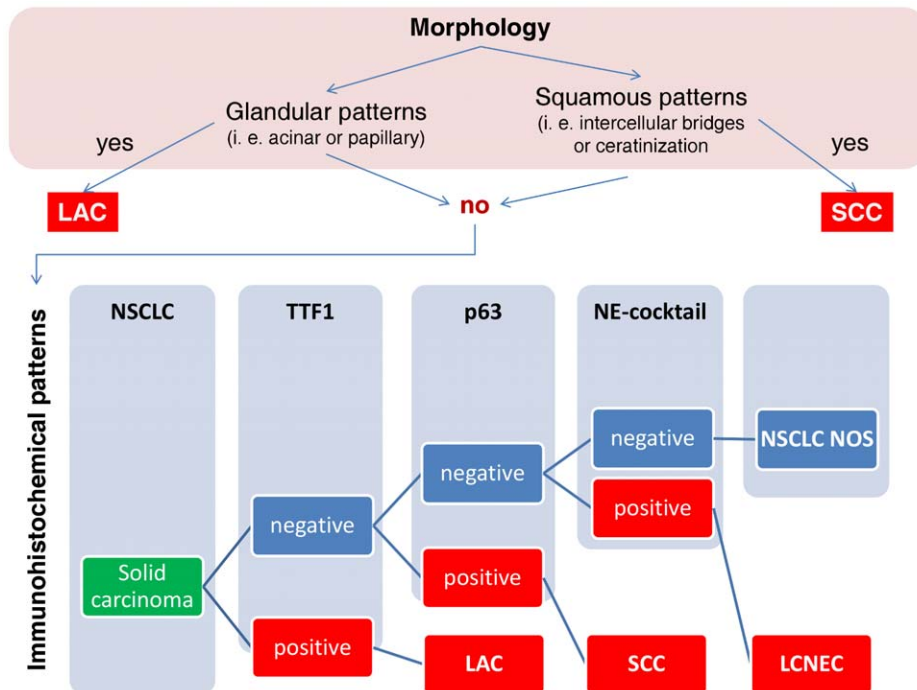 Morphology
Glandular patterns
(i. e. acinar or papillary)
Squamous patterns
(i. e. intercellular bridges
or ceratinization
yes
yes
LAC
no
SCC
Immunohistochemical patterns
NSCLC
TTF1
p63
NE-cocktail
negative
NSCLC NOS
negative
positive
negative
Solid
carcinoma
positive
positive
LAC
SCC
LCNEC